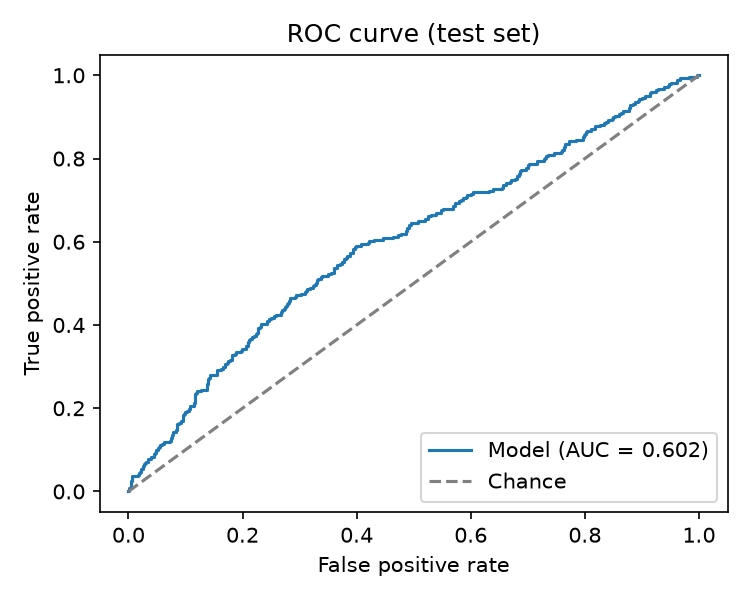 ROC curve (test set)
True positive rate
1.0
0.8
0.6
0.4
0.2
0.0
Model (AUC = 0.602)
Chance
0.0 0.2 0.4 0.6 0.8 1.0
False positive rate